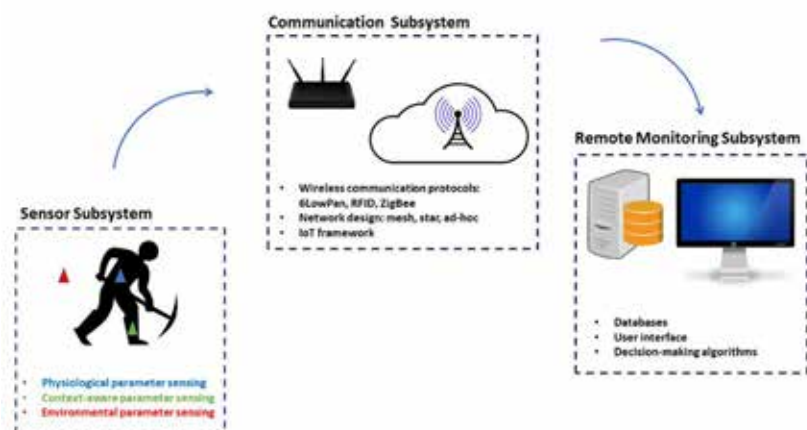 Communication Subsystem
• Wireless communication protocols:
6LowPan, RFID, ZigBee
• Network design: mesh, star, ad-hoc
• IoT framework
Remote Monitoring Subsystem
• Databases
• User interface
• Decision-making algorithms
Sensor Subsystem
• Physiological parameter sensing
• Context-aware parameter sensing
• Environmental parameter sensing